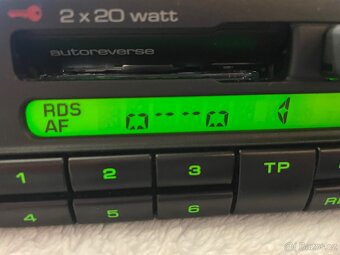 2 x 20 watt
autoreverse
RDS
AF
1 2 3 TP
4 5 6